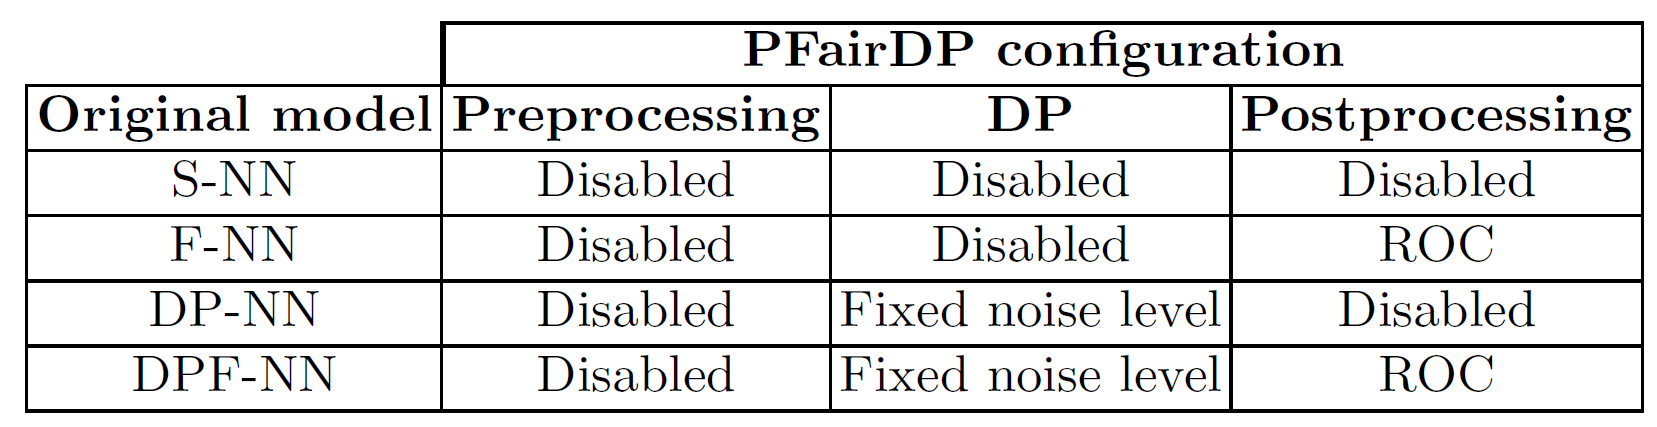 PFairDP configuration
Original model Preprocessing DP Postprocessing
S-NN Disabled Disabled Disabled
F-NN Disabled Disabled ROC
DP-NN Disabled Fixed noise level Disabled
DPF-NN Disabled Fixed noise level ROC